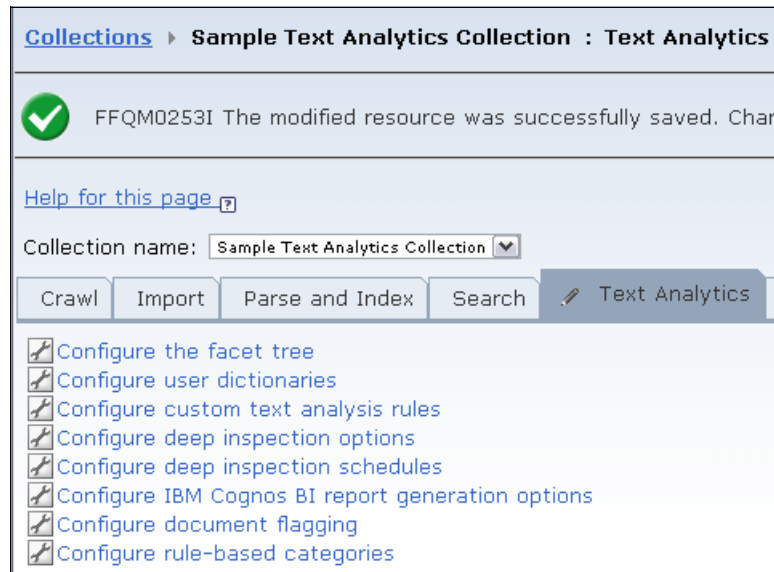 Collections Sample Text Analytics Collection : Text Analytics
FFQM0253I The modified resource was successfully saved.
Help for this page ?
Collection name: Sample Text Analytics Collection
Crawl Import Parse and Index Search Text Analytics
Configure the facet tree
Configure user dictionaries
Configure custom text analysis rules
Configure deep inspection options
Configure deep inspection schedules
Configure IBM Cognos BI report generation options
Configure document flagging
Configure rule-based categories